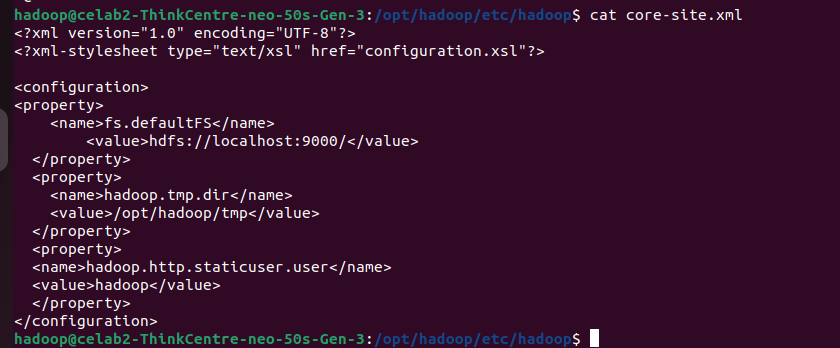 hadoop@celab2-ThinkCentre-neo-50s-Gen-3:/opt/hadoop/etc/hadoop$ cat core-site.xml
<?xml version="1.0" encoding="UTF-8"?>
<?xml-stylesheet type="text/xsl" href="configuration.xsl"?>

<configuration>
<property>
    <name>fs.defaultFS</name>
        <value>hdfs://localhost:9000/</value>
  </property>
  <property>
    <name>hadoop.tmp.dir</name>
    <value>/opt/hadoop/tmp</value>
  </property>
  <property>
  <name>hadoop.http.staticuser.user</name>
  <value>hadoop</value>
  </property>
</configuration>
hadoop@celab2-ThinkCentre-neo-50s-Gen-3:/opt/hadoop/etc/hadoop$